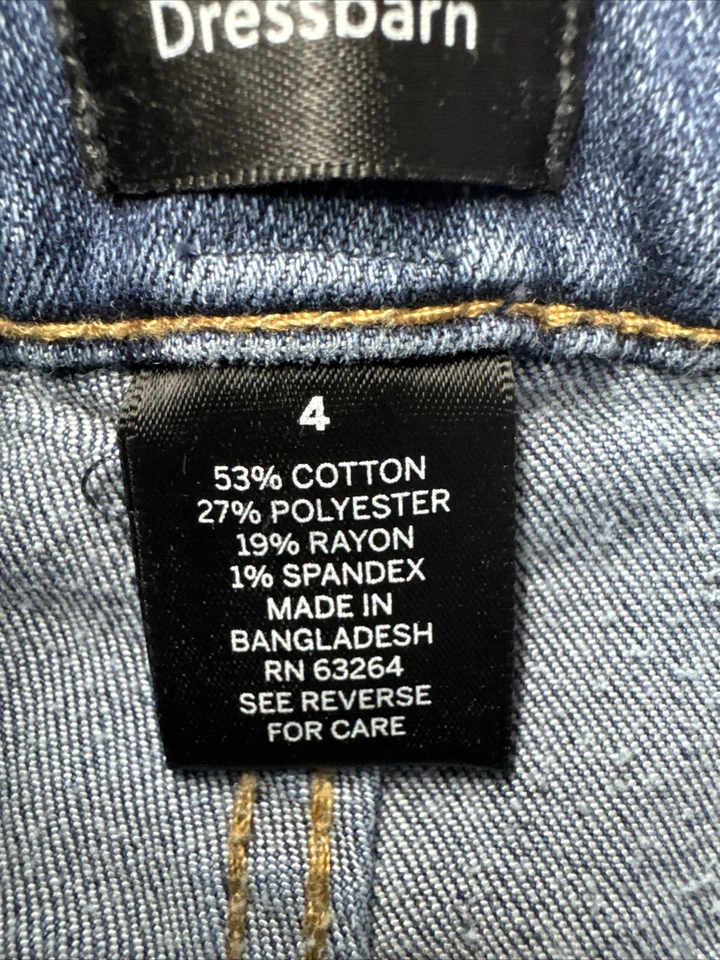 Dressbarn
4
53% COTTON
27% POLYESTER
19% RAYON
1% SPANDEX
MADE IN
BANGLADESH
RN 63264
SEE REVERSE
FOR CARE